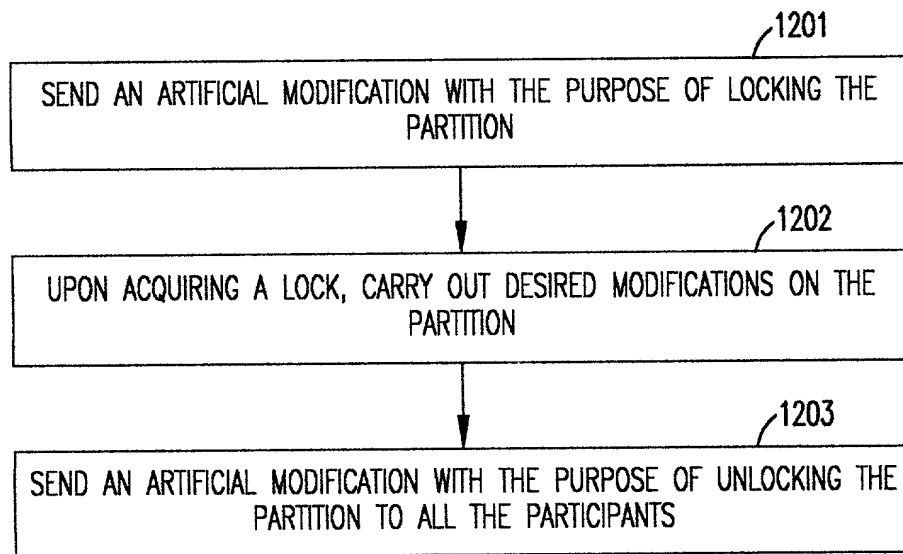 1201
SEND AN ARTIFICIAL MODIFICATION WITH THE PURPOSE OF LOCKING THE
PARTITION
1202
UPON ACQUIRING A LOCK, CARRY OUT DESIRED MODIFICATIONS ON THE
PARTITION
1203
SEND AN ARTIFICIAL MODIFICATION WITH THE PURPOSE OF UNLOCKING THE
PARTITION TO ALL THE PARTICIPANTS